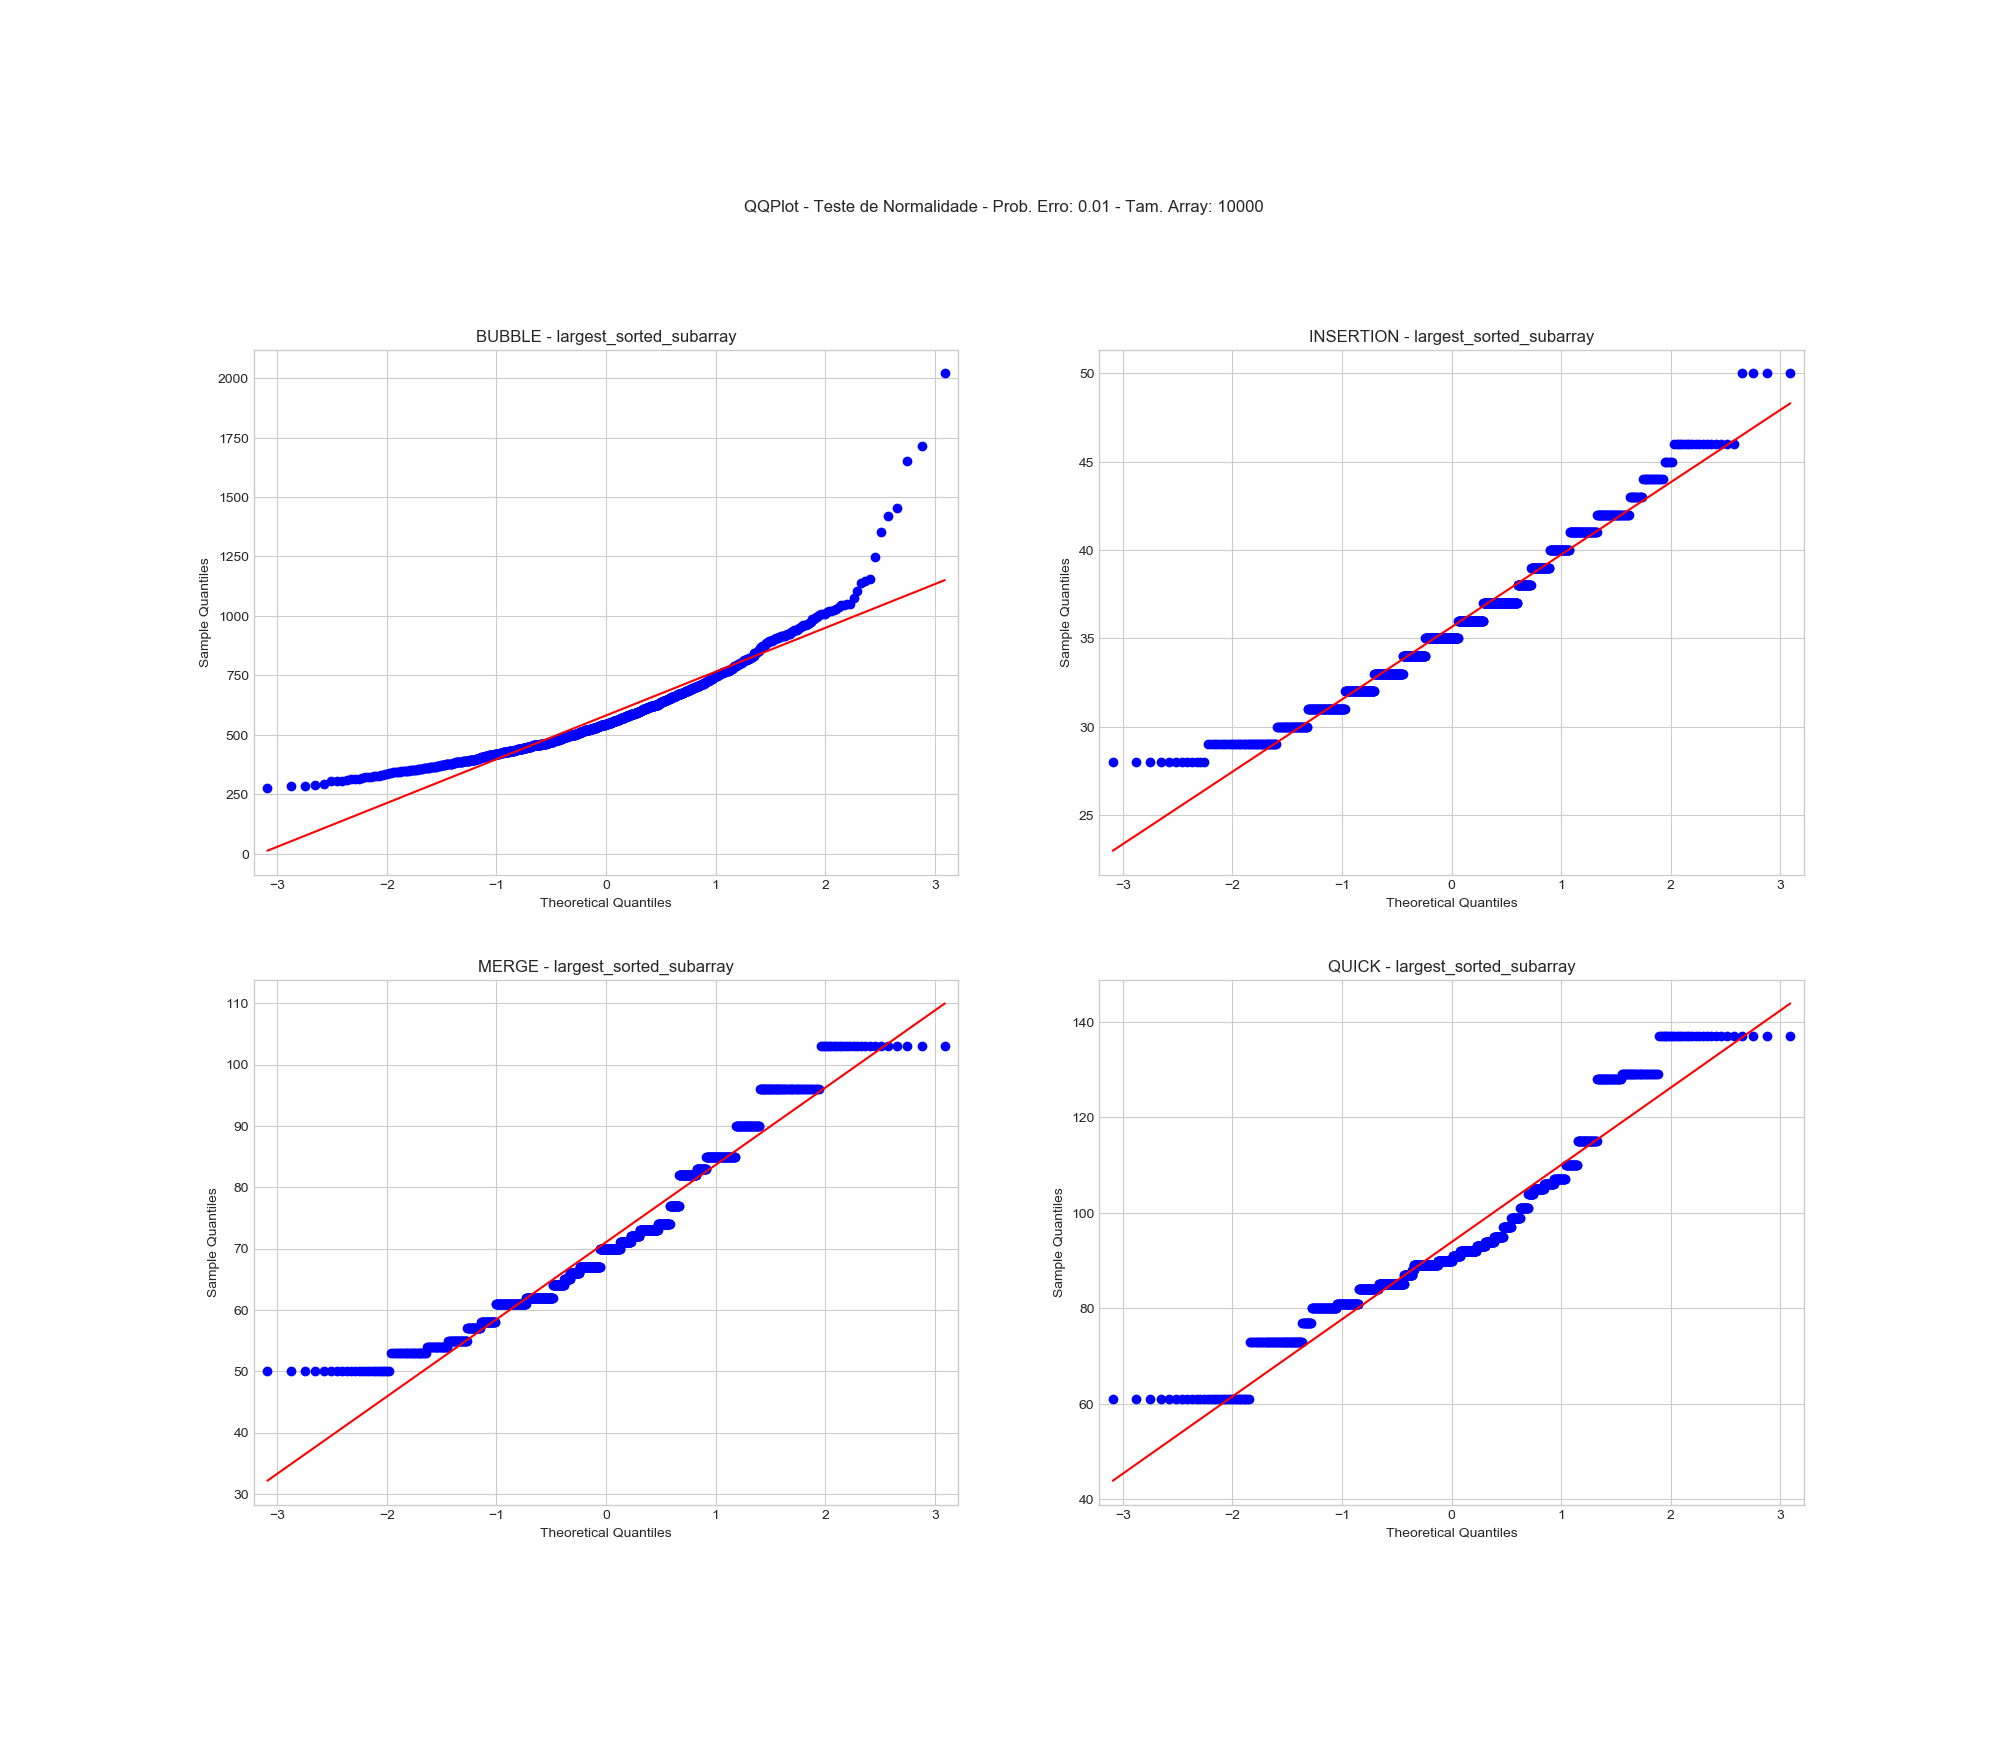 QQPlot - Teste de Normalidade - Prob. Erro: 0.01 - Tam. Array: 10000
BUBBLE - largest_sorted_subarray
2000
1750
1500
1250
1000
750
500
250
0
Sample Quantiles
−3 −2 −1 0 1 2 3
Theoretical Quantiles
INSERTION - largest_sorted_subarray
50
45
40
35
30
25
Sample Quantiles
−3 −2 −1 0 1 2 3
Theoretical Quantiles
MERGE - largest_sorted_subarray
110
100
90
80
70
60
50
40
30
Sample Quantiles
−3 −2 −1 0 1 2 3
Theoretical Quantiles
QUICK - largest_sorted_subarray
140
120
100
80
60
40
Sample Quantiles
−3 −2 −1 0 1 2 3
Theoretical Quantiles